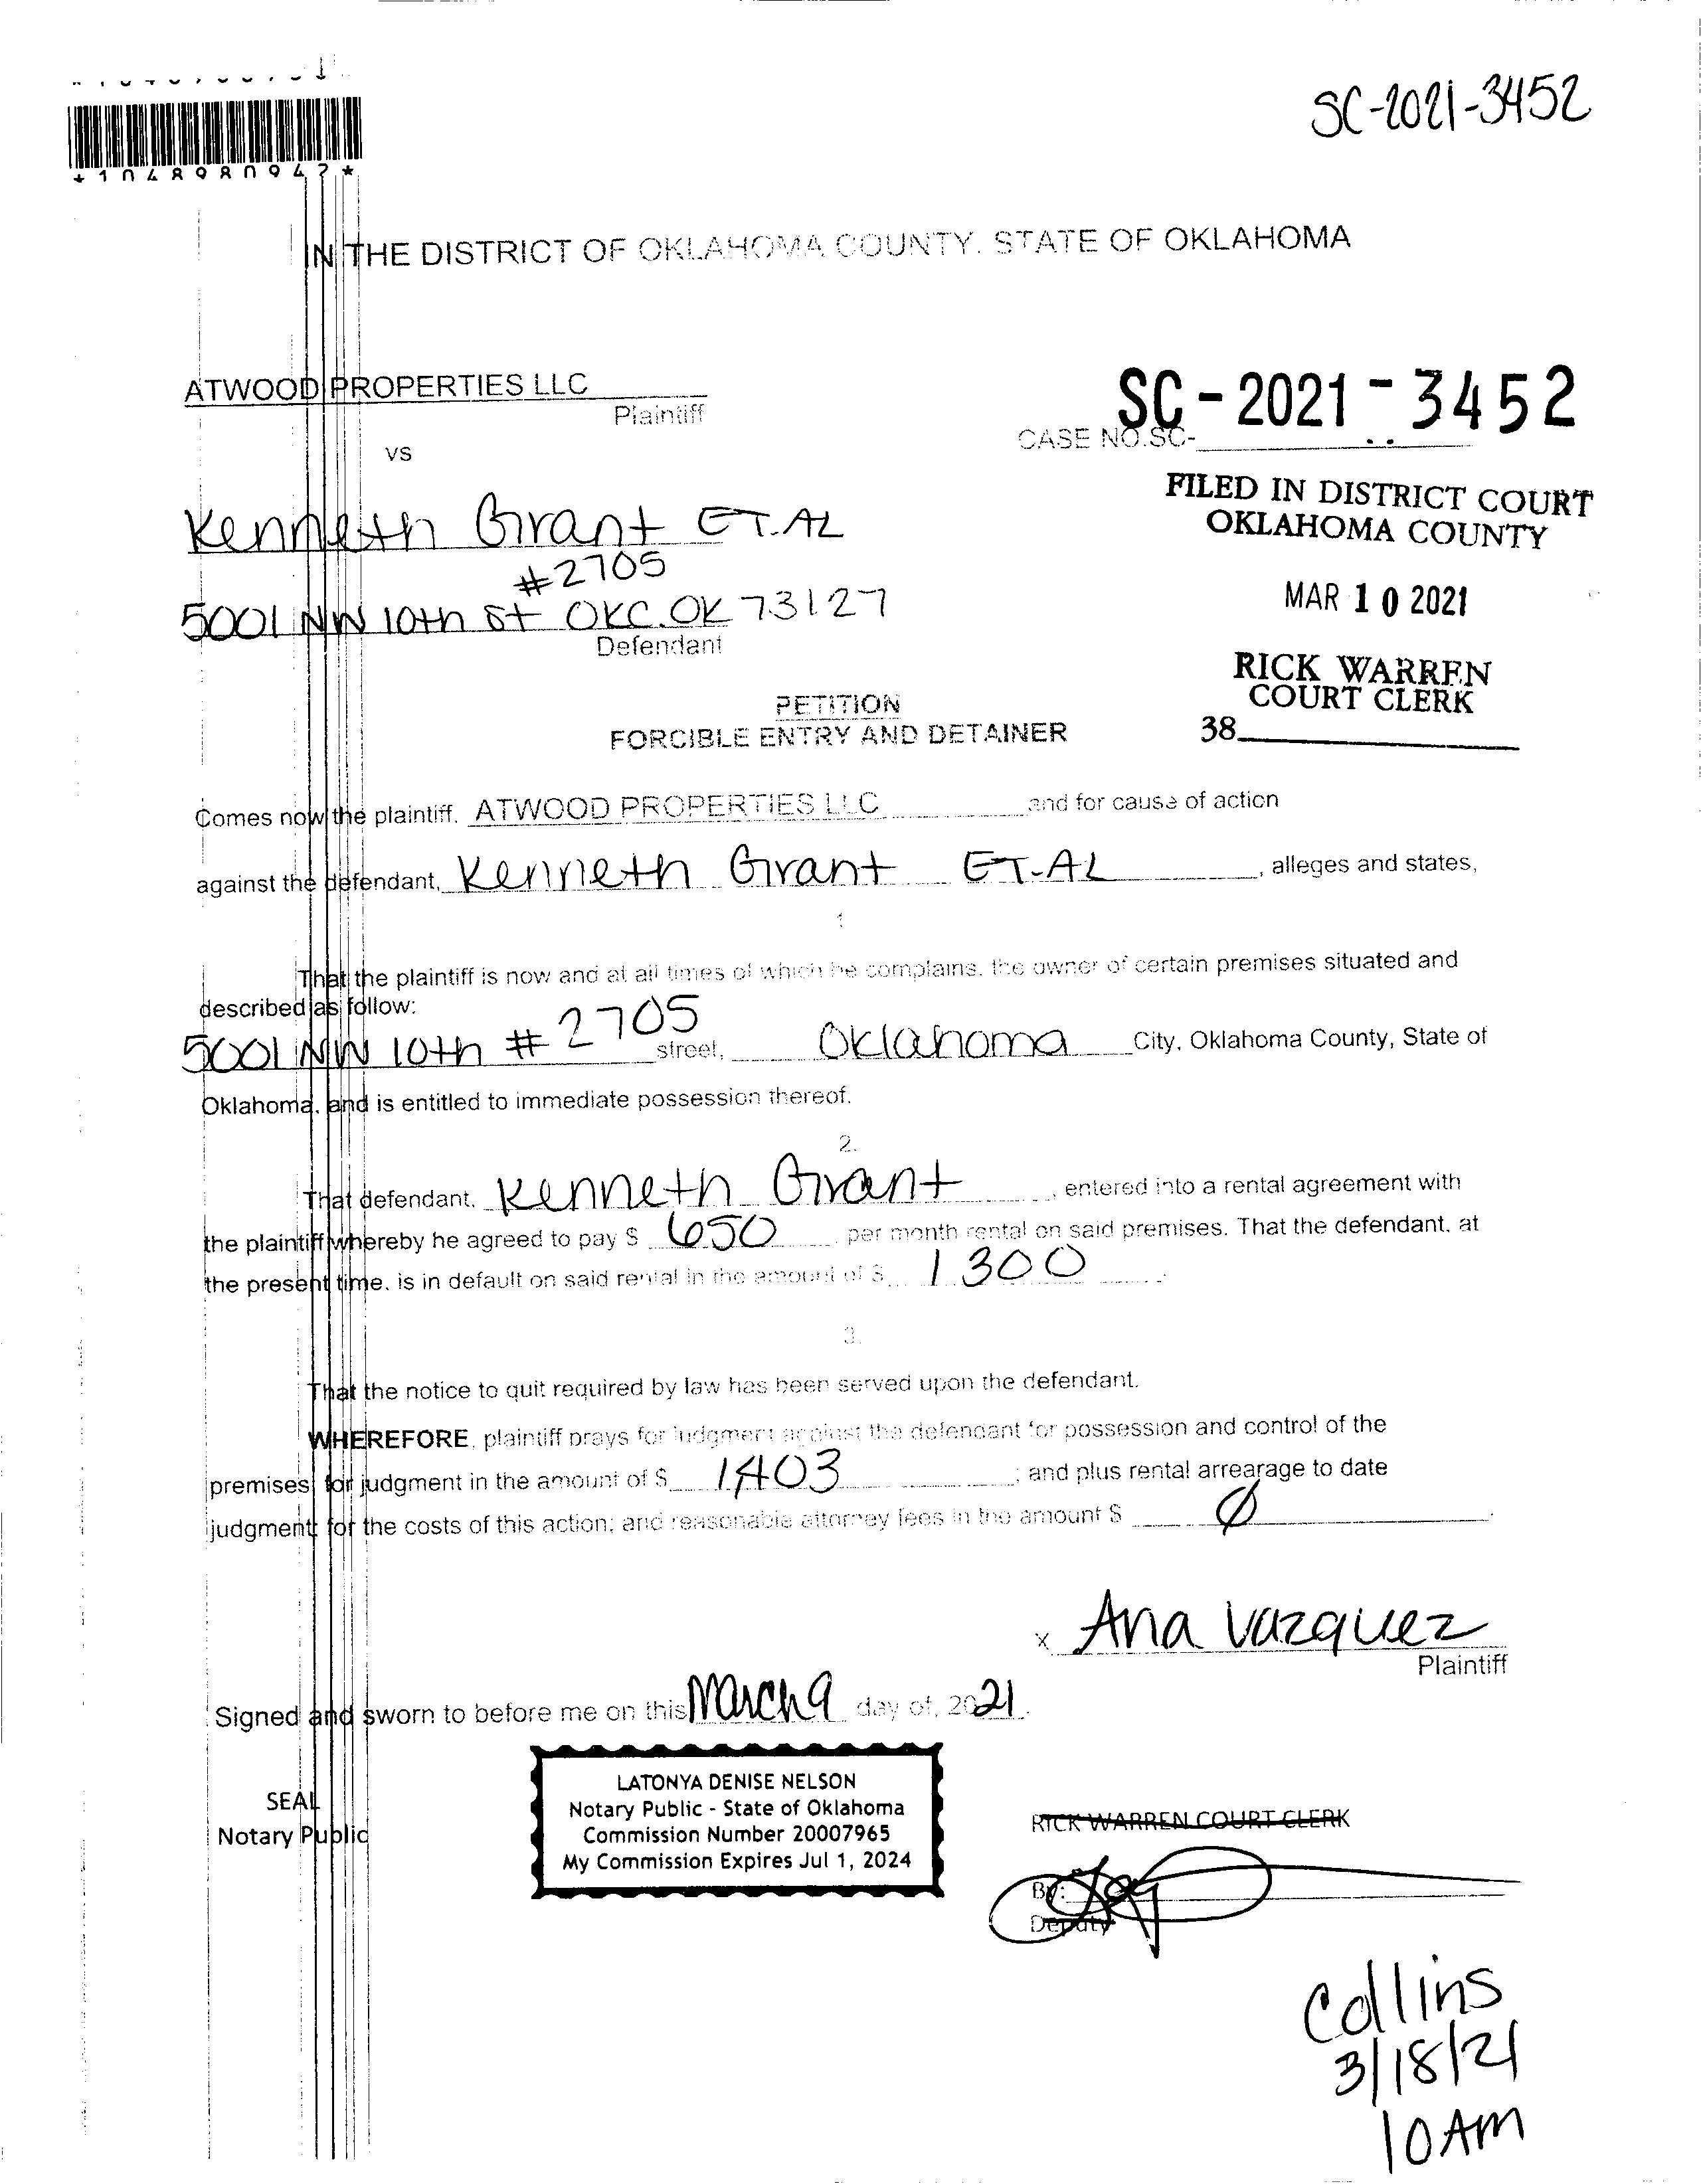 SC-2021-3452
*1048980942*
IN THE DISTRICT OF OKLAHOMA COUNTY. STATE OF OKLAHOMA
ATWOOD PROPERTIES LLC
Plaintiff
SC-2021-3452
CASE NO.SC-
vs
FILED IN DISTRICT COURT
OKLAHOMA COUNTY
Kenneth Grant ET.AL
#2705
5001 NW 10th St OKC.OK 73127
Defendant
MAR 10 2021
RICK WARREN
COURT CLERK
38
PETITION
FORCIBLE ENTRY AND DETAINER
Comes now the plaintiff, ATWOOD PROPERTIES LLC and for cause of action
against the defendant, Kenneth Grant ET-AL, alleges and states,
1.
That the plaintiff is now and at all times of which he complains, the owner of certain premises situated and
described as follow:
5001 NW 10th #2705 street, Oklahoma City, Oklahoma County, State of
Oklahoma, and is entitled to immediate possession thereof.
2.
That defendant, Kenneth Grant, entered into a rental agreement with
the plaintiff whereby he agreed to pay $ 650 per month rental on said premises. That the defendant, at
the present time, is in default on said rental in the amount of $ 1300.
3.
That the notice to quit required by law has been served upon the defendant.
WHEREFORE, plaintiff prays for judgment against the defendant for possession and control of the
premises; for judgment in the amount of $ 1403; and plus rental arrearage to date
judgment for the costs of this action; and reasonable attorney fees in the amount $ Ø.
x Ana Vazquez
Plaintiff
Signed and sworn to before me on this March 9 day of, 2021.
LATONYA DENISE NELSON
Notary Public - State of Oklahoma
Commission Number 20007965
My Commission Expires Jul 1, 2024
SEAL
Notary Public
RICK WARREN COURT CLERK
By:
Deputy
Collins
3/18/21
10AM